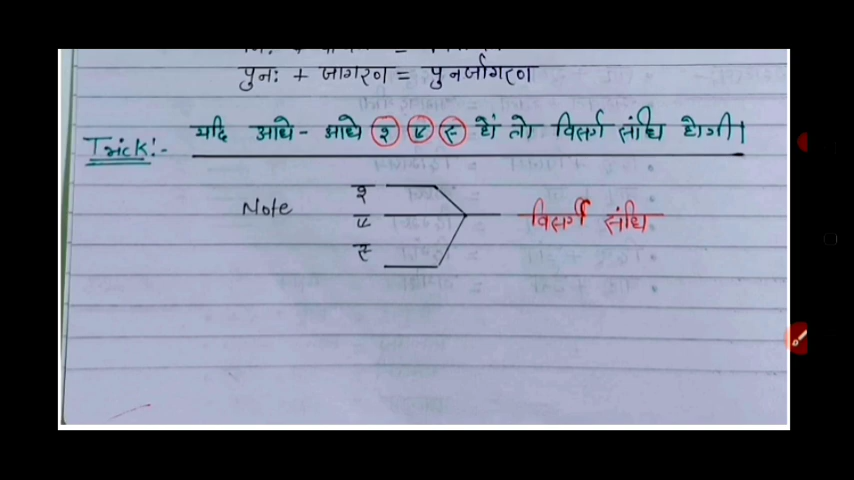 पुनः + जागरण = पुनर्जागरण
Trick:- यदि आधे - आधे श् ष् स् हों तो विसर्ग संधि होगी।
Note श् ष् स् विसर्ग संधि